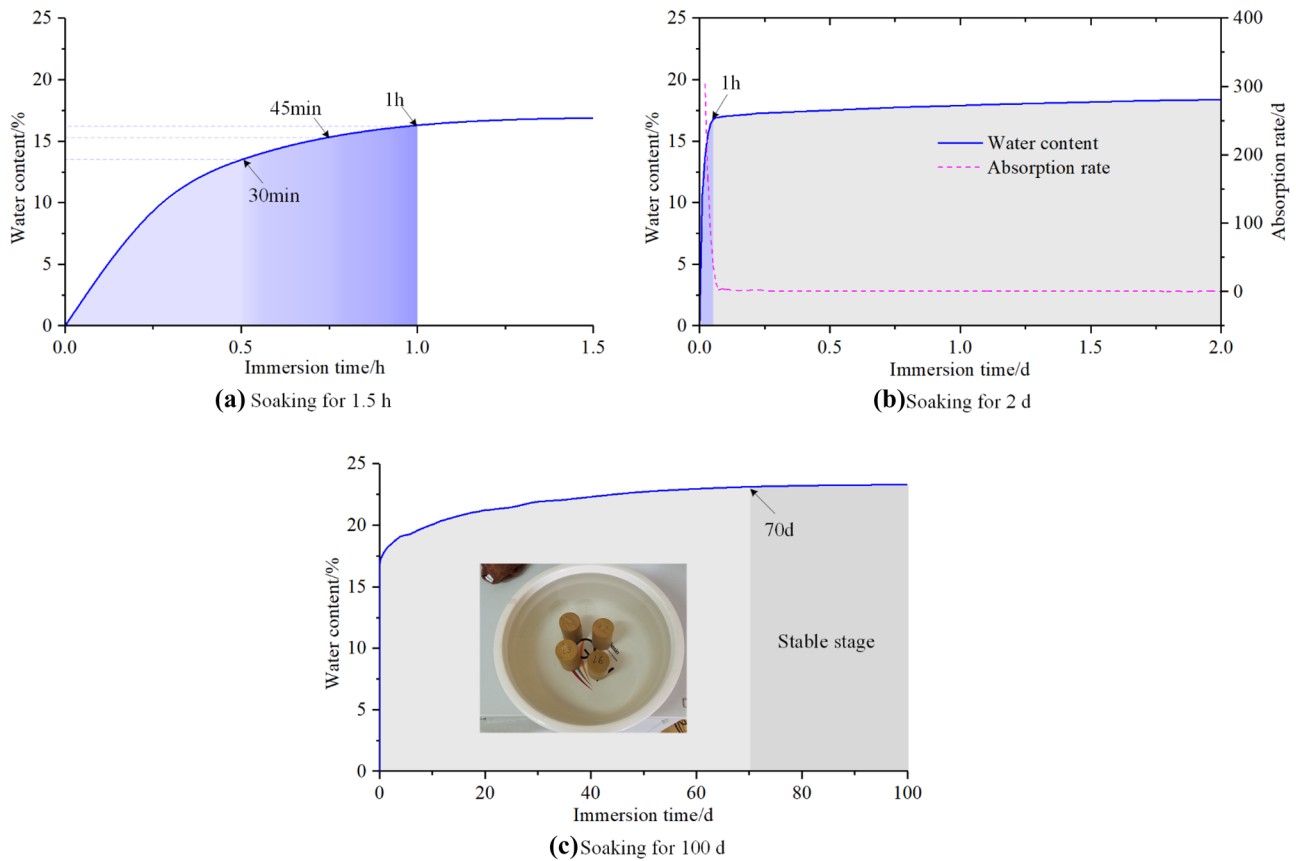 25
20
15
10
5
0
Water content/%
45min
1h
30min
0.0
0.5
1.0
1.5
Immersion time/h
(a) Soaking for 1.5 h
25
20
15
10
5
0
Water content/%
1h
Water content
Absorption rate
400
300
200
100
0
Absorption rate/d
0.0
0.5
1.0
1.5
2.0
Immersion time/d
(b)Soaking for 2 d
25
20
15
10
5
0
Water content/%
70d
Stable stage
0
20
40
60
80
100
Immersion time/d
(c) Soaking for 100 d